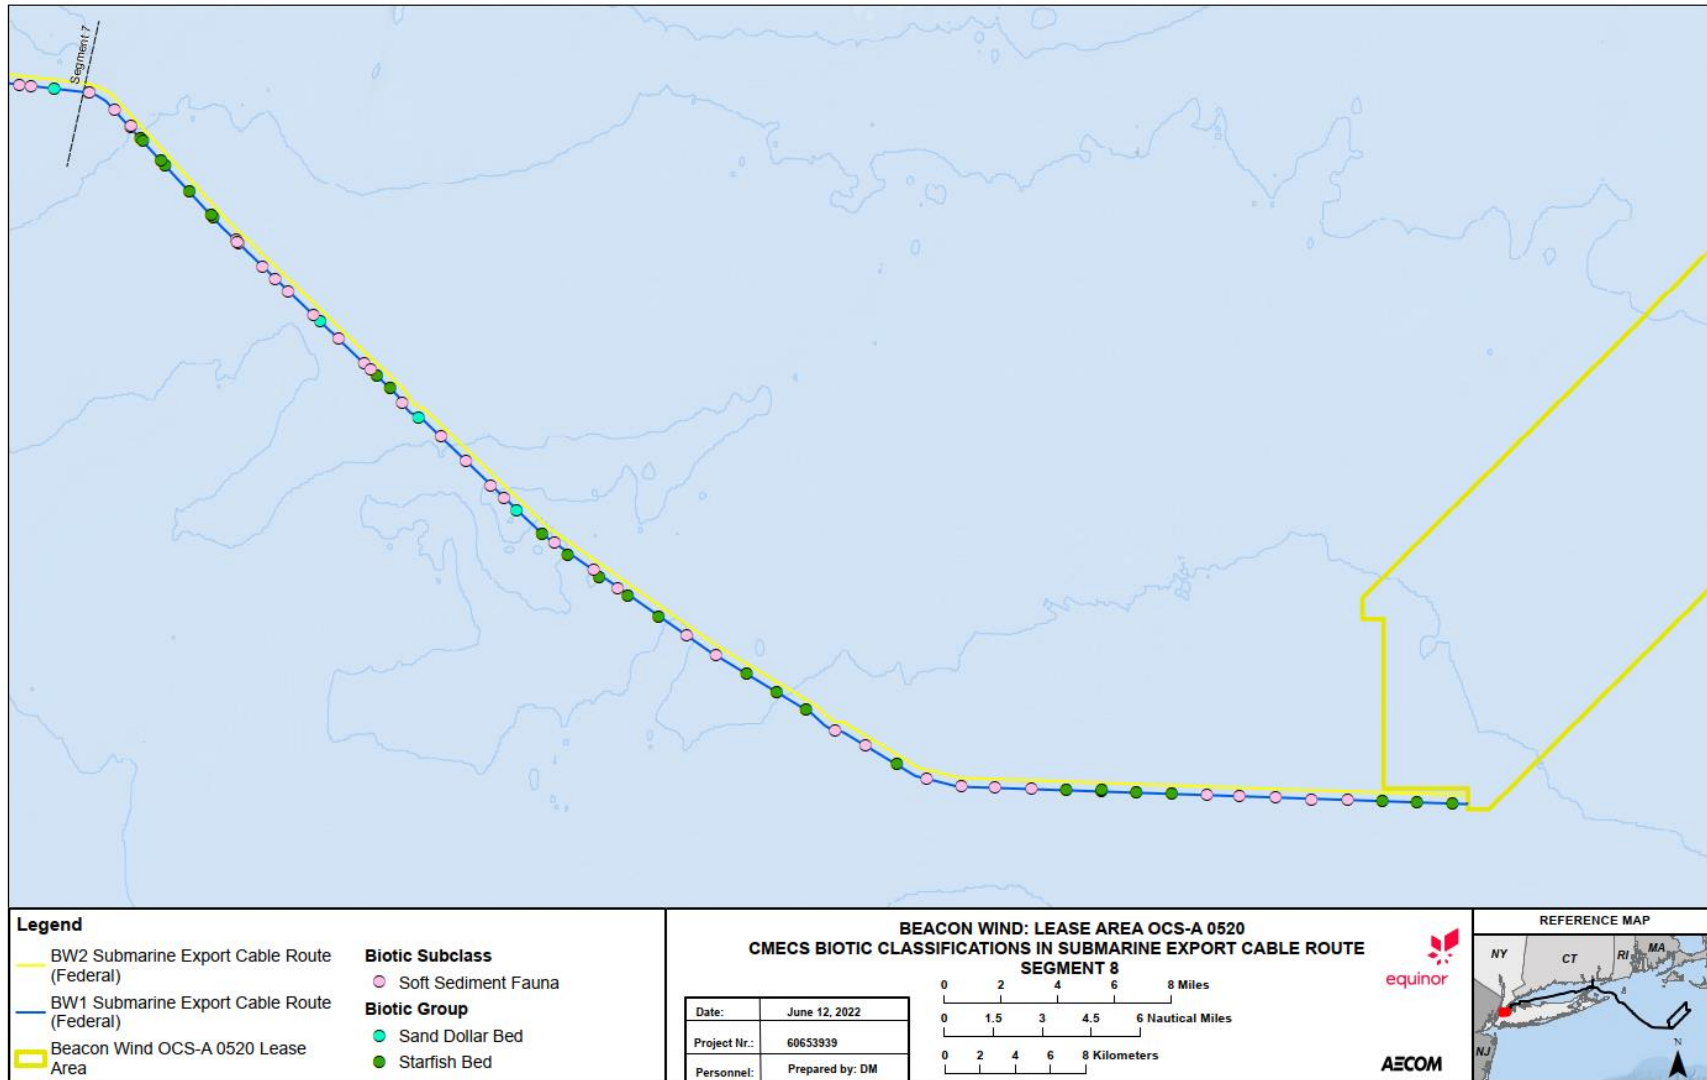 Segment 7
Legend
BW2 Submarine Export Cable Route
(Federal)
BW1 Submarine Export Cable Route
(Federal)
Beacon Wind OCS-A 0520 Lease
Area
Biotic Subclass
Soft Sediment Fauna
Biotic Group
Sand Dollar Bed
Starfish Bed
BEACON WIND: LEASE AREA OCS-A 0520
CMECS BIOTIC CLASSIFICATIONS IN SUBMARINE EXPORT CABLE ROUTE
SEGMENT 8
Date: June 12, 2022
Project Nr.: 60653939
Personnel: Prepared by: DM
0 2 4 6 8 Miles
0 1.5 3 4.5 6 Nautical Miles
0 2 4 6 8 Kilometers
equinor
AECOM
REFERENCE MAP
NY CT RI MA
NJ
N